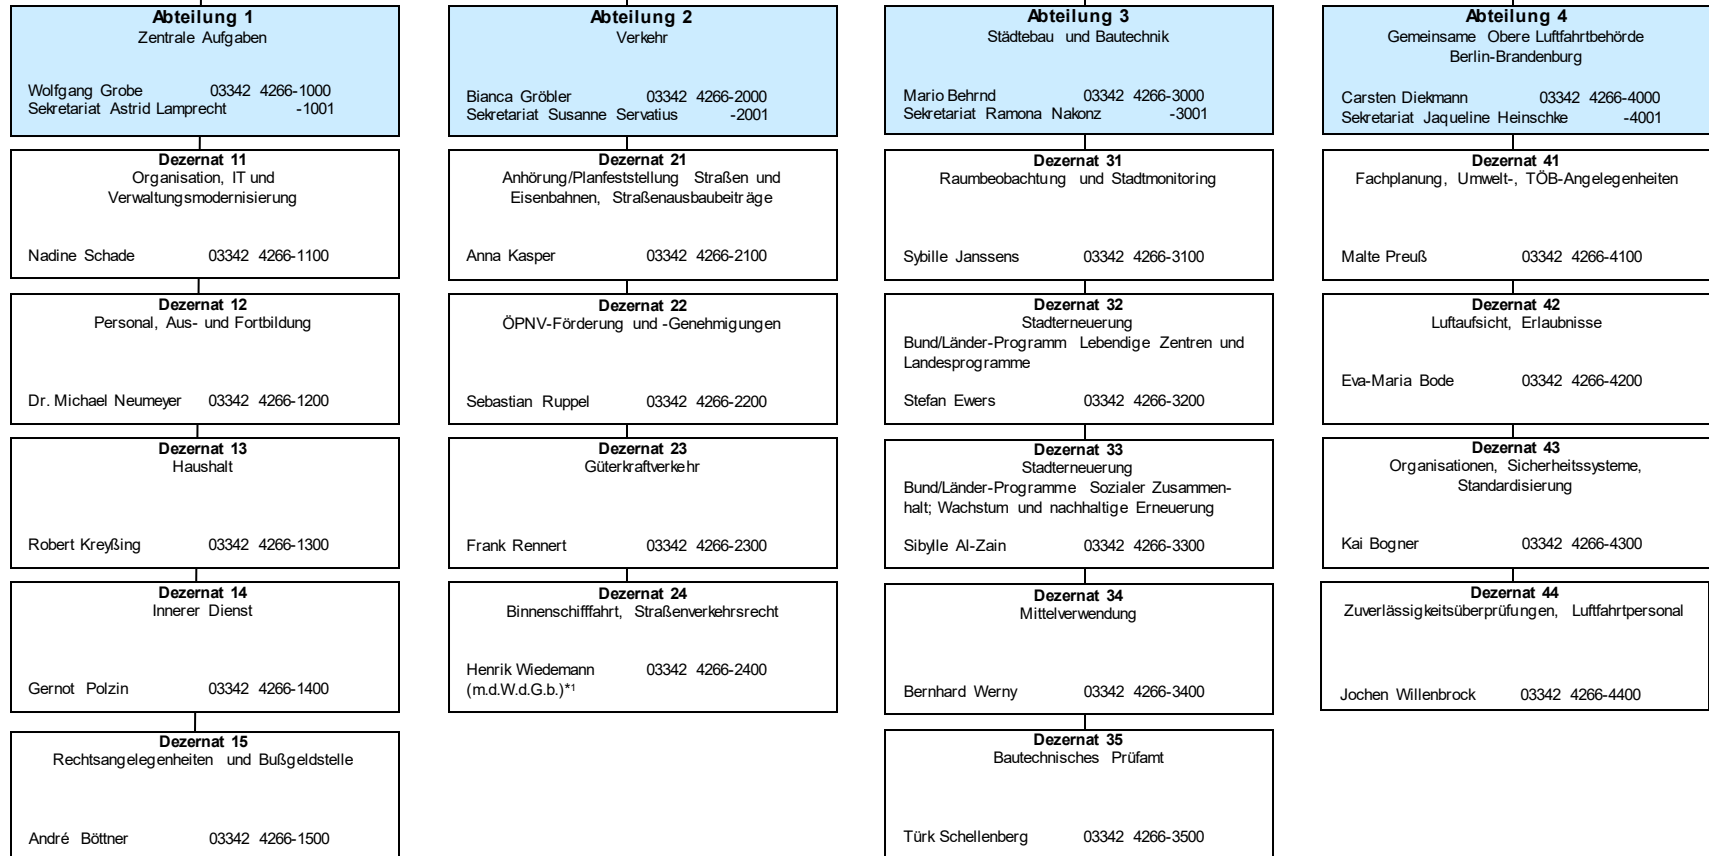 Abteilung 1
Zentrale Aufgaben
Wolfgang Grobe 03342 4266-1000
Sekretariat Astrid Lamprecht -1001
Dezernat 11
Organisation, IT und
Verwaltungsmodernisierung
Nadine Schade 03342 4266-1100
Dezernat 12
Personal, Aus- und Fortbildung
Dr. Michael Neumeyer 03342 4266-1200
Dezernat 13
Haushalt
Robert Kreyßing 03342 4266-1300
Dezernat 14
Innerer Dienst
Gernot Polzin 03342 4266-1400
Dezernat 15
Rechtsangelegenheiten und Bußgeldstelle
André Böttner 03342 4266-1500
Abteilung 2
Verkehr
Bianca Gröbler 03342 4266-2000
Sekretariat Susanne Servatius -2001
Dezernat 21
Anhörung/Planfeststellung Straßen und
Eisenbahnen, Straßenausbaubeiträge
Anna Kasper 03342 4266-2100
Dezernat 22
ÖPNV-Förderung und -Genehmigungen
Sebastian Ruppel 03342 4266-2200
Dezernat 23
Güterkraftverkehr
Frank Rennert 03342 4266-2300
Dezernat 24
Binnenschifffahrt, Straßenverkehrsrecht
Henrik Wiedemann 03342 4266-2400
(m.d.W.d.G.b.)*¹
Abteilung 3
Städtebau und Bautechnik
Mario Behrnd 03342 4266-3000
Sekretariat Ramona Nakonz -3001
Dezernat 31
Raumbeobachtung und Stadtmonitoring
Sybille Janssens 03342 4266-3100
Dezernat 32
Stadterneuerung
Bund/Länder-Programm Lebendige Zentren und
Landesprogramme
Stefan Ewers 03342 4266-3200
Dezernat 33
Stadterneuerung
Bund/Länder-Programme Sozialer Zusammen-
halt; Wachstum und nachhaltige Erneuerung
Sibylle Al-Zain 03342 4266-3300
Dezernat 34
Mittelverwendung
Bernhard Werny 03342 4266-3400
Dezernat 35
Bautechnisches Prüfamt
Türk Schellenberg 03342 4266-3500
Abteilung 4
Gemeinsame Obere Luftfahrtbehörde
Berlin-Brandenburg
Carsten Diekmann 03342 4266-4000
Sekretariat Jaqueline Heinschke -4001
Dezernat 41
Fachplanung, Umwelt-, TÖB-Angelegenheiten
Malte Preuß 03342 4266-4100
Dezernat 42
Luftaufsicht, Erlaubnisse
Eva-Maria Bode 03342 4266-4200
Dezernat 43
Organisationen, Sicherheitssysteme,
Standardisierung
Kai Bogner 03342 4266-4300
Dezernat 44
Zuverlässigkeitsüberprüfungen, Luftfahrtpersonal
Jochen Willenbrock 03342 4266-4400